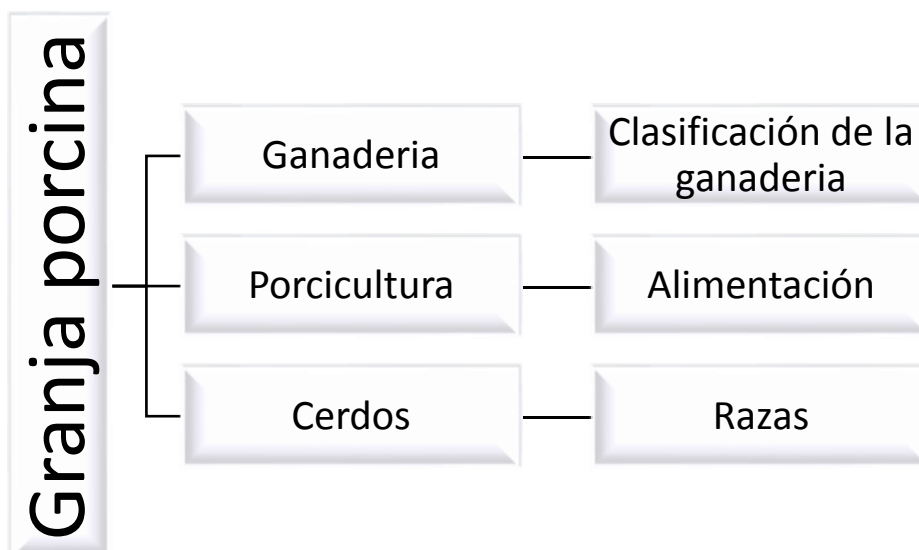 Granja porcina
Ganaderia
Clasificación de la
ganaderia
Porcicultura
Alimentación
Cerdos
Razas